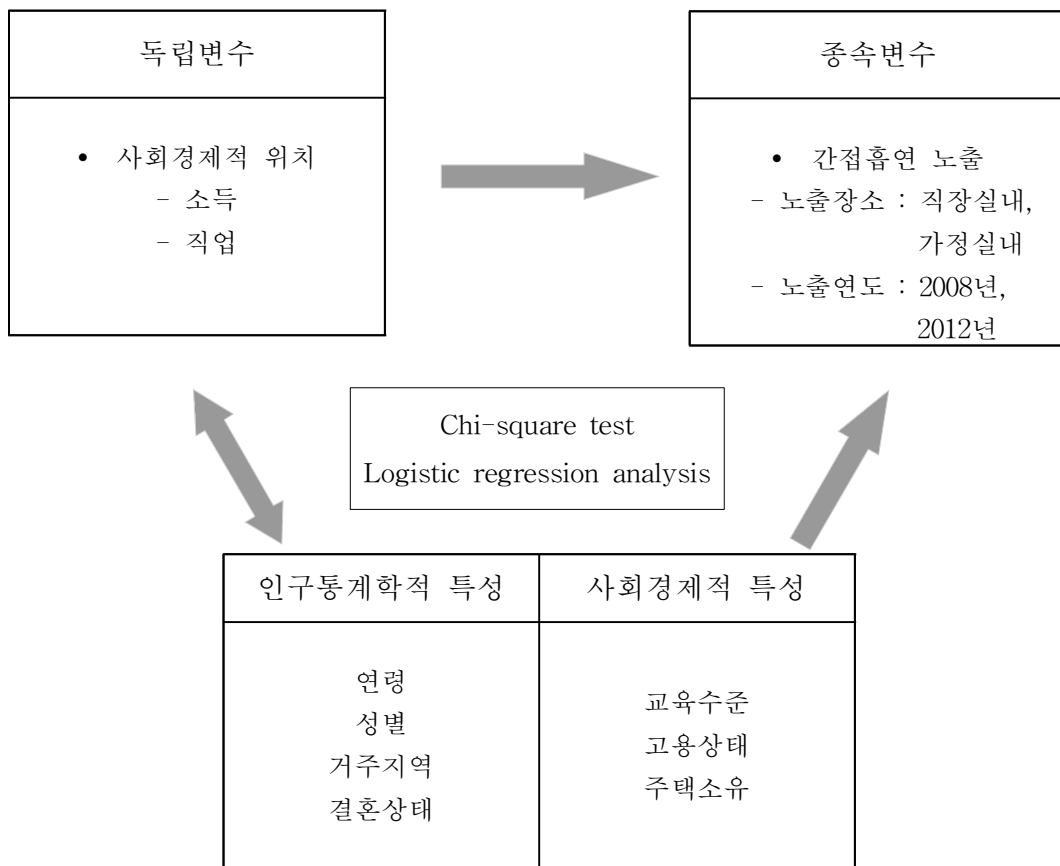 독립변수
• 사회경제적 위치
- 소득
- 직업
종속변수
• 간접흡연 노출
- 노출장소 : 직장실내,
가정실내
- 노출연도 : 2008년,
2012년
Chi-square test
Logistic regression analysis
인구통계학적 특성
연령
성별
거주지역
결혼상태
사회경제적 특성
교육수준
고용상태
주택소유